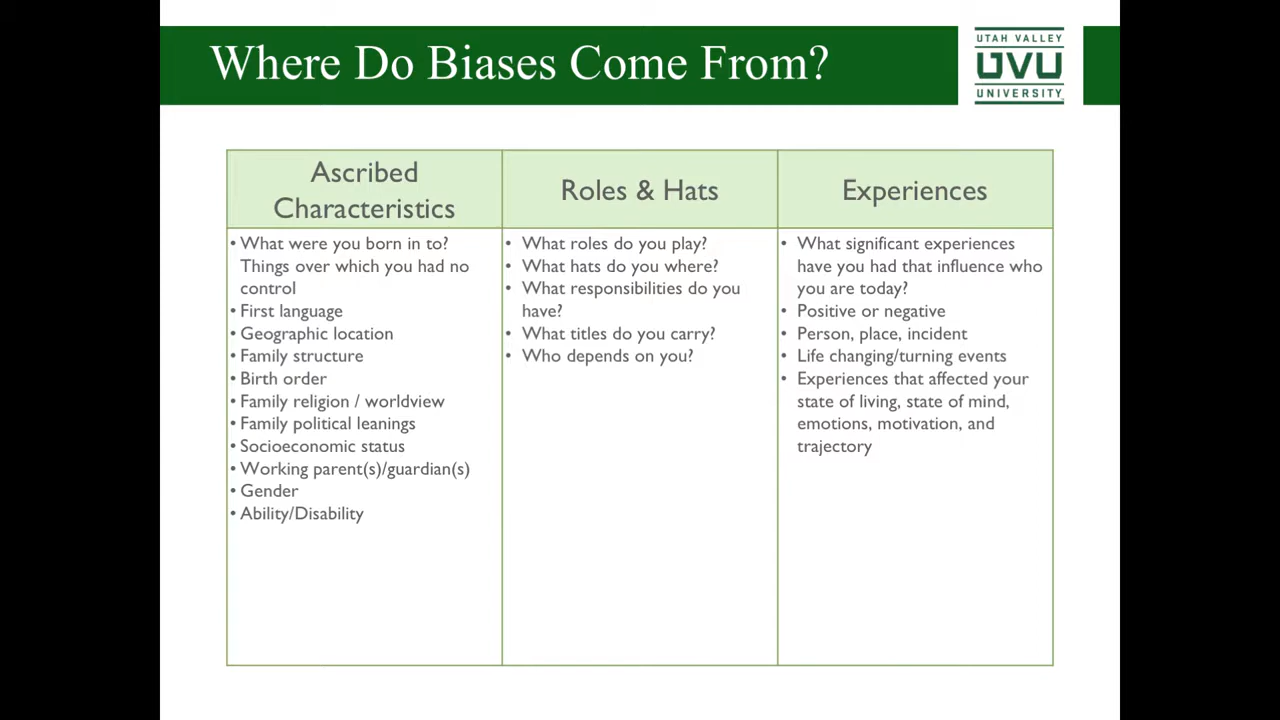 Where Do Biases Come From?
UTAH VALLEY
UVU
UNIVERSITY
Ascribed
Characteristics
• What were you born in to?
Things over which you had no
control
• First language
• Geographic location
• Family structure
• Birth order
• Family religion / worldview
• Family political leanings
• Socioeconomic status
• Working parent(s)/guardian(s)
• Gender
• Ability/Disability
Roles & Hats
• What roles do you play?
• What hats do you where?
• What responsibilities do you
have?
• What titles do you carry?
• Who depends on you?
Experiences
• What significant experiences
have you had that influence who
you are today?
• Positive or negative
• Person, place, incident
• Life changing/turning events
• Experiences that affected your
state of living, state of mind,
emotions, motivation, and
trajectory